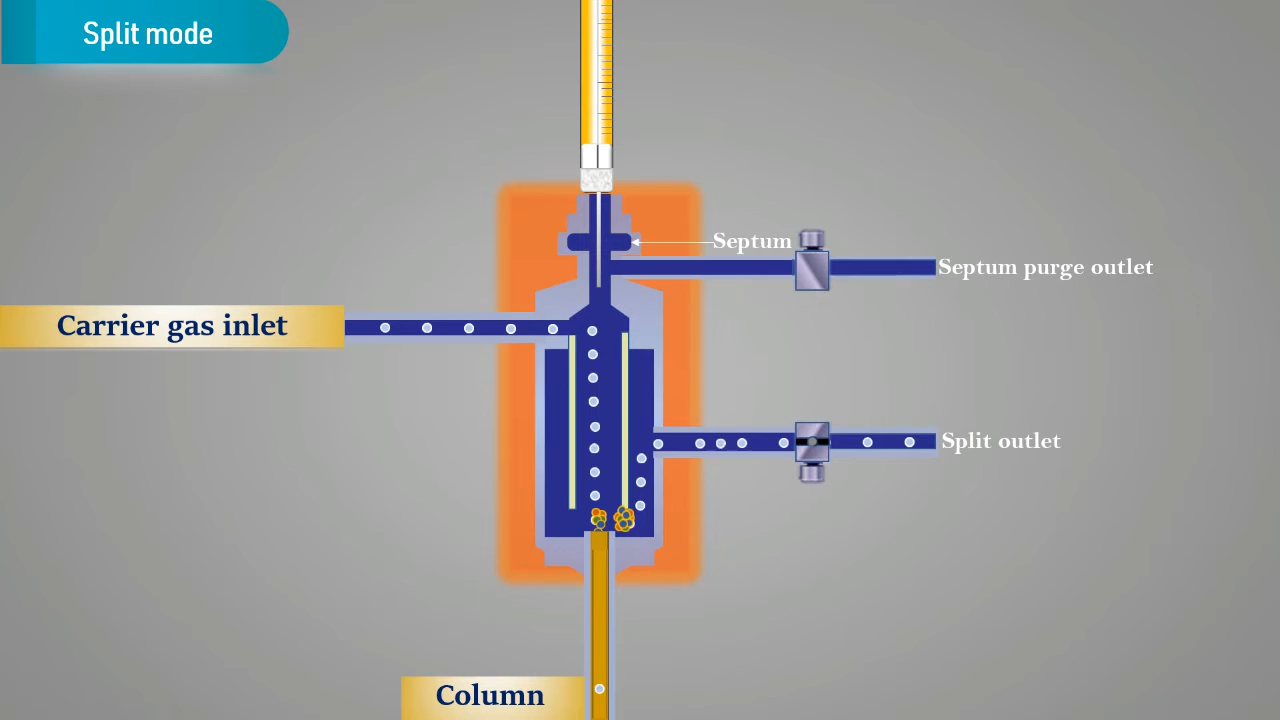 Split mode
Septum
Septum purge outlet
Carrier gas inlet
Split outlet
Column